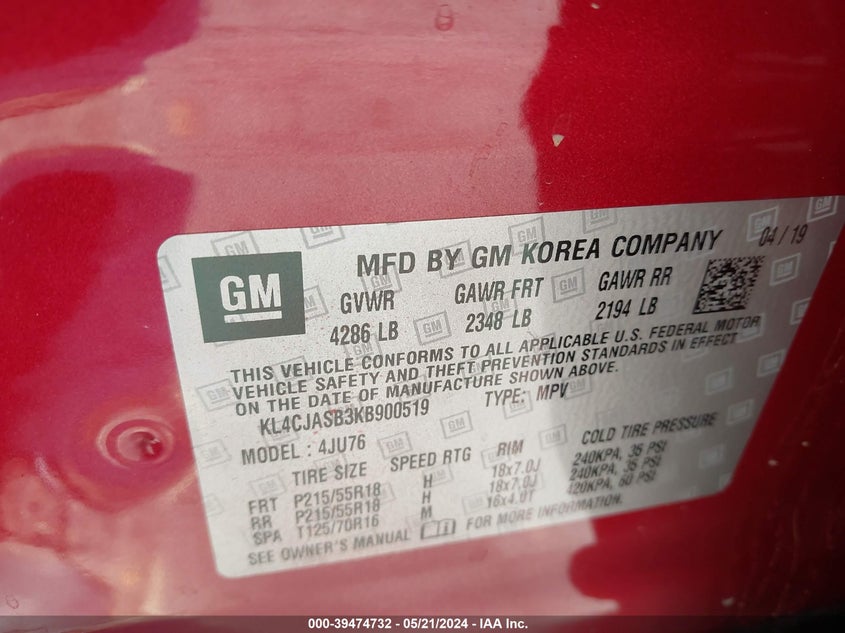 GM
MFD BY GM KOREA COMPANY 04/19
GVWR GAWR FRT GAWR RR
4286 LB 2348 LB 2194 LB
THIS VEHICLE CONFORMS TO ALL APPLICABLE U.S. FEDERAL MOTOR
VEHICLE SAFETY AND THEFT PREVENTION STANDARDS IN EFFECT
ON THE DATE OF MANUFACTURE SHOWN ABOVE.
KL4CJASB3KB900519 TYPE: MPV
MODEL: 4JU76
TIRE SIZE SPEED RTG RIM COLD TIRE PRESSURE
FRT P215/55R18 H 18x7.0J 240KPA, 35 PSI
RR P215/55R18 H 18x7.0J 240KPA, 35 PSI
SPA T125/70R16 M 16x4.0T 420KPA, 60 PSI
SEE OWNER'S MANUAL FOR MORE INFORMATION.
000-39474732 - 05/21/2024 - IAA Inc.